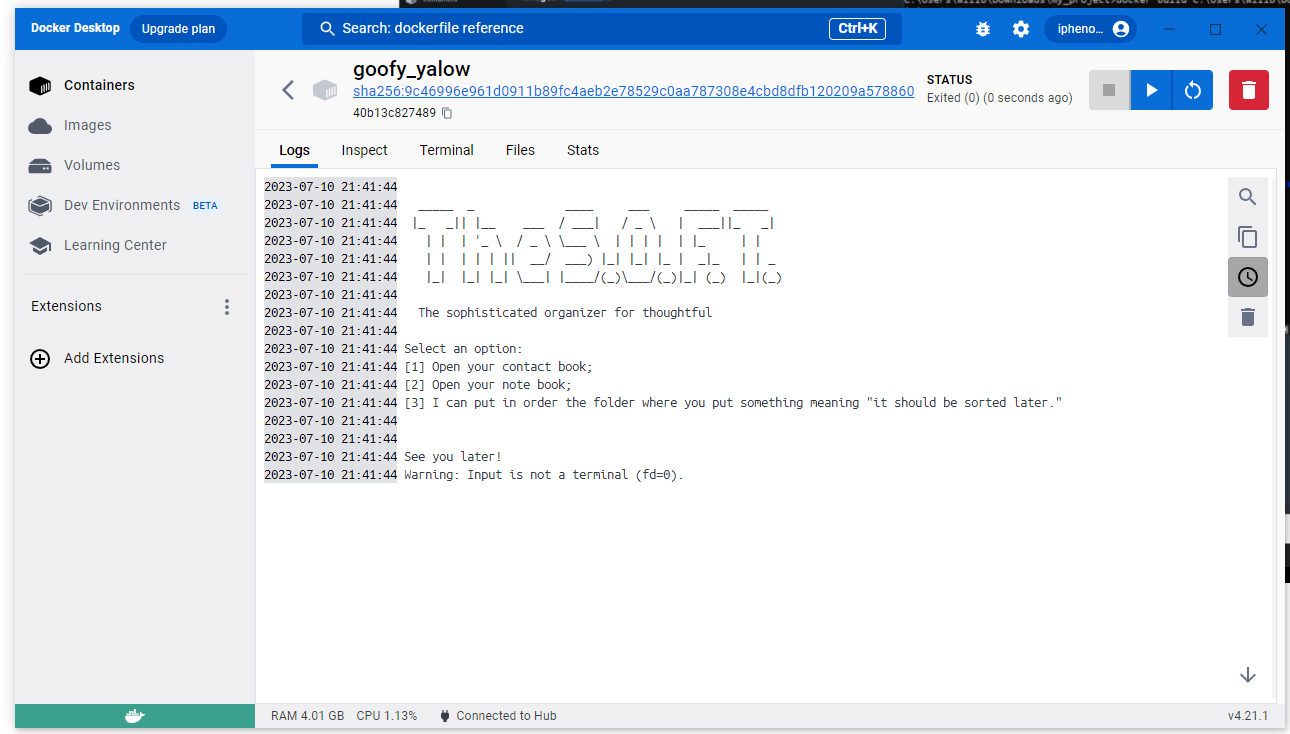 Docker Desktop Upgrade plan Search: dockerfile reference Ctrl+K ipheno...
Containers
Images
Volumes
Dev Environments BETA
Learning Center
Extensions
Add Extensions
goofy_yalow
sha256:9c46996e961d0911b89fc4aeb2e78529c0aa787308e4cbd8dfb120209a578860
40b13c827489
STATUS
Exited (0) (0 seconds ago)
Logs Inspect Terminal Files Stats
2023-07-10 21:41:44
2023-07-10 21:41:44
2023-07-10 21:41:44
2023-07-10 21:41:44
2023-07-10 21:41:44
2023-07-10 21:41:44
2023-07-10 21:41:44
2023-07-10 21:41:44 The sophisticated organizer for thoughtful
2023-07-10 21:41:44
2023-07-10 21:41:44 Select an option:
2023-07-10 21:41:44 [1] Open your contact book;
2023-07-10 21:41:44 [2] Open your note book;
2023-07-10 21:41:44 [3] I can put in order the folder where you put something meaning "it should be sorted later."
2023-07-10 21:41:44
2023-07-10 21:41:44
2023-07-10 21:41:44 See you later!
2023-07-10 21:41:44 Warning: Input is not a terminal (fd=0).
RAM 4.01 GB CPU 1.13% Connected to Hub v4.21.1